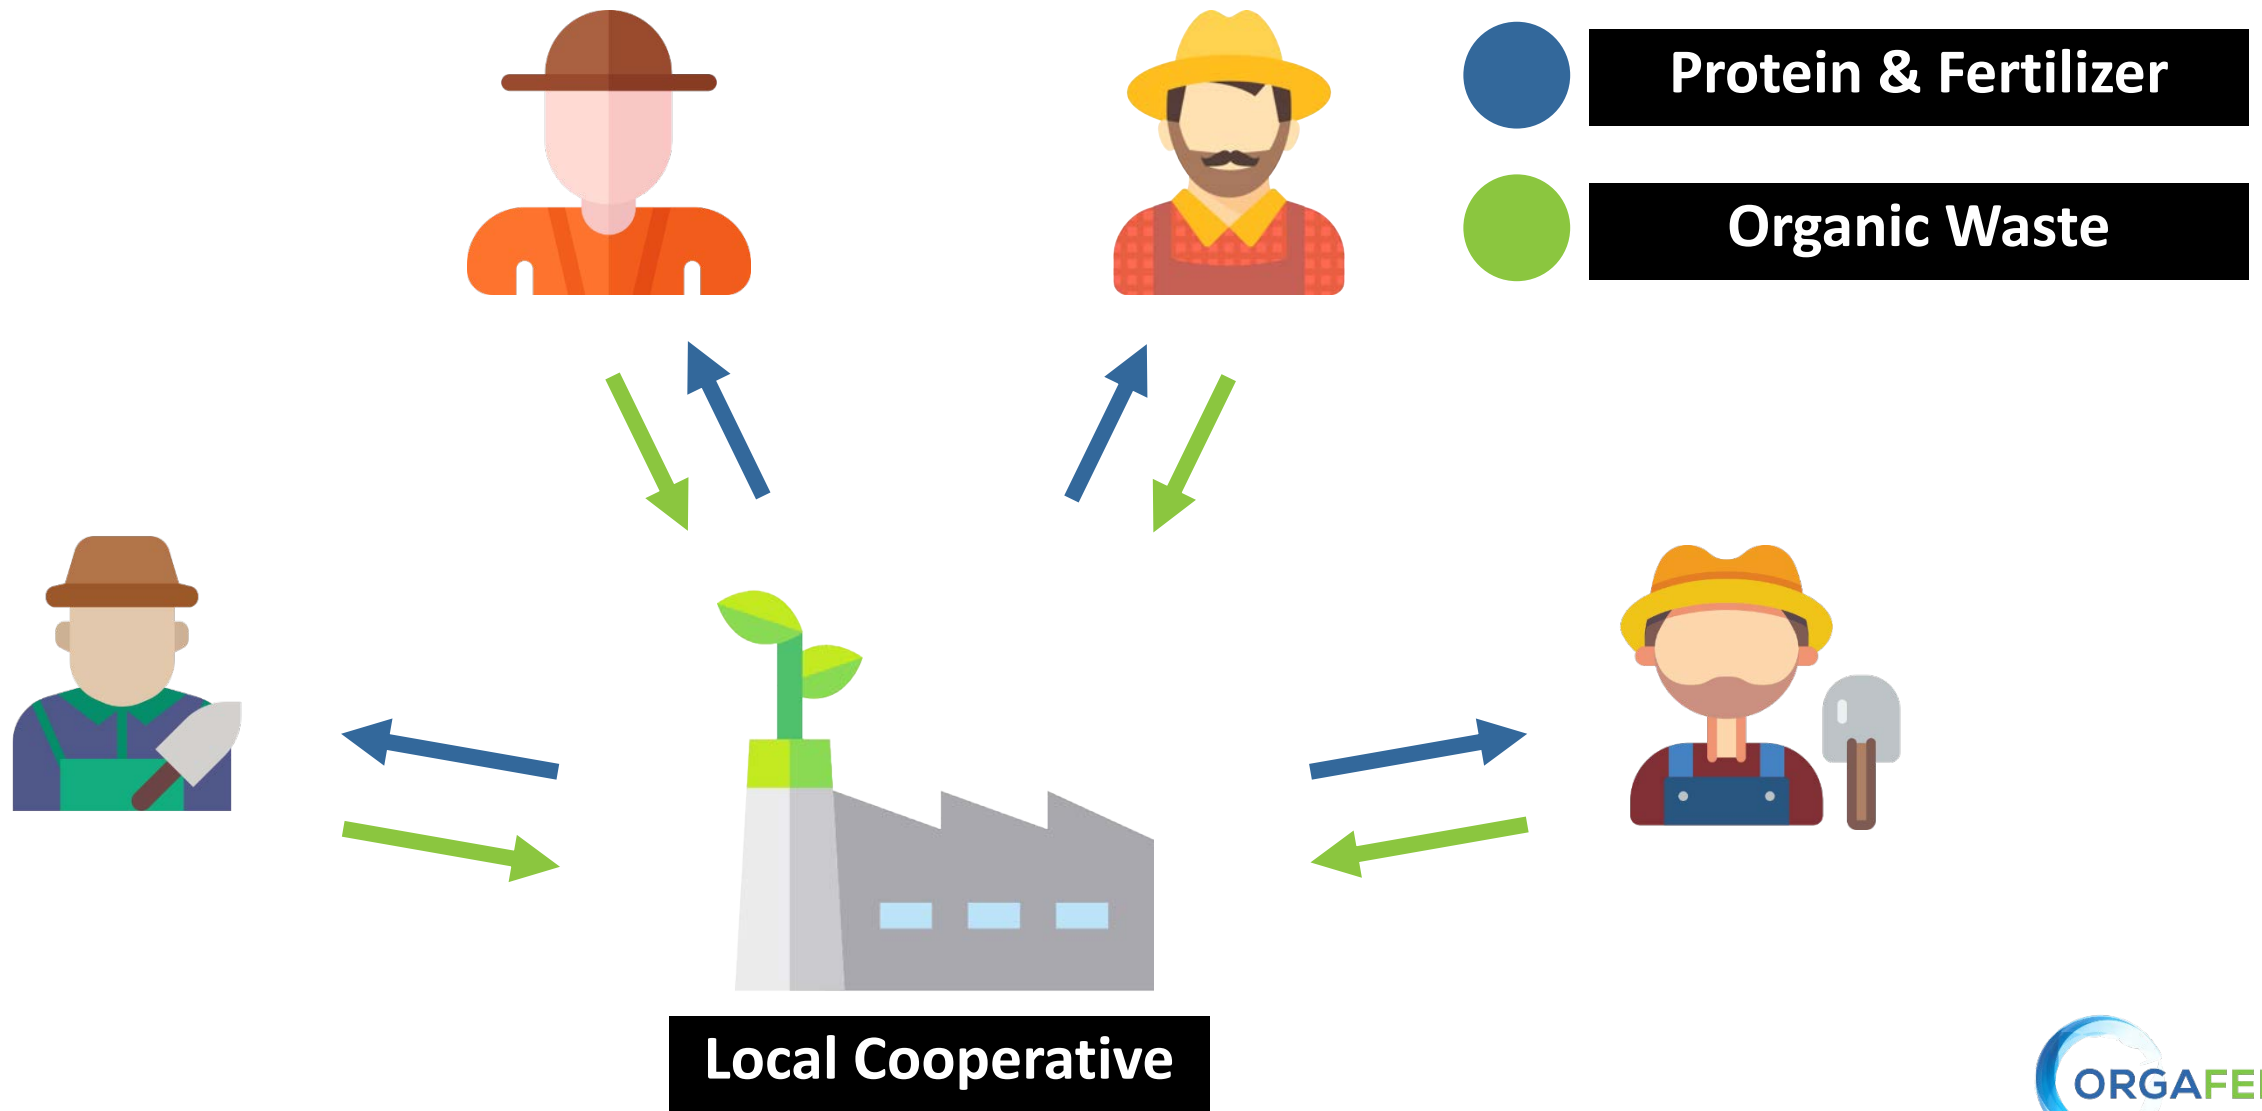 Protein & Fertilizer
Organic Waste
Local Cooperative